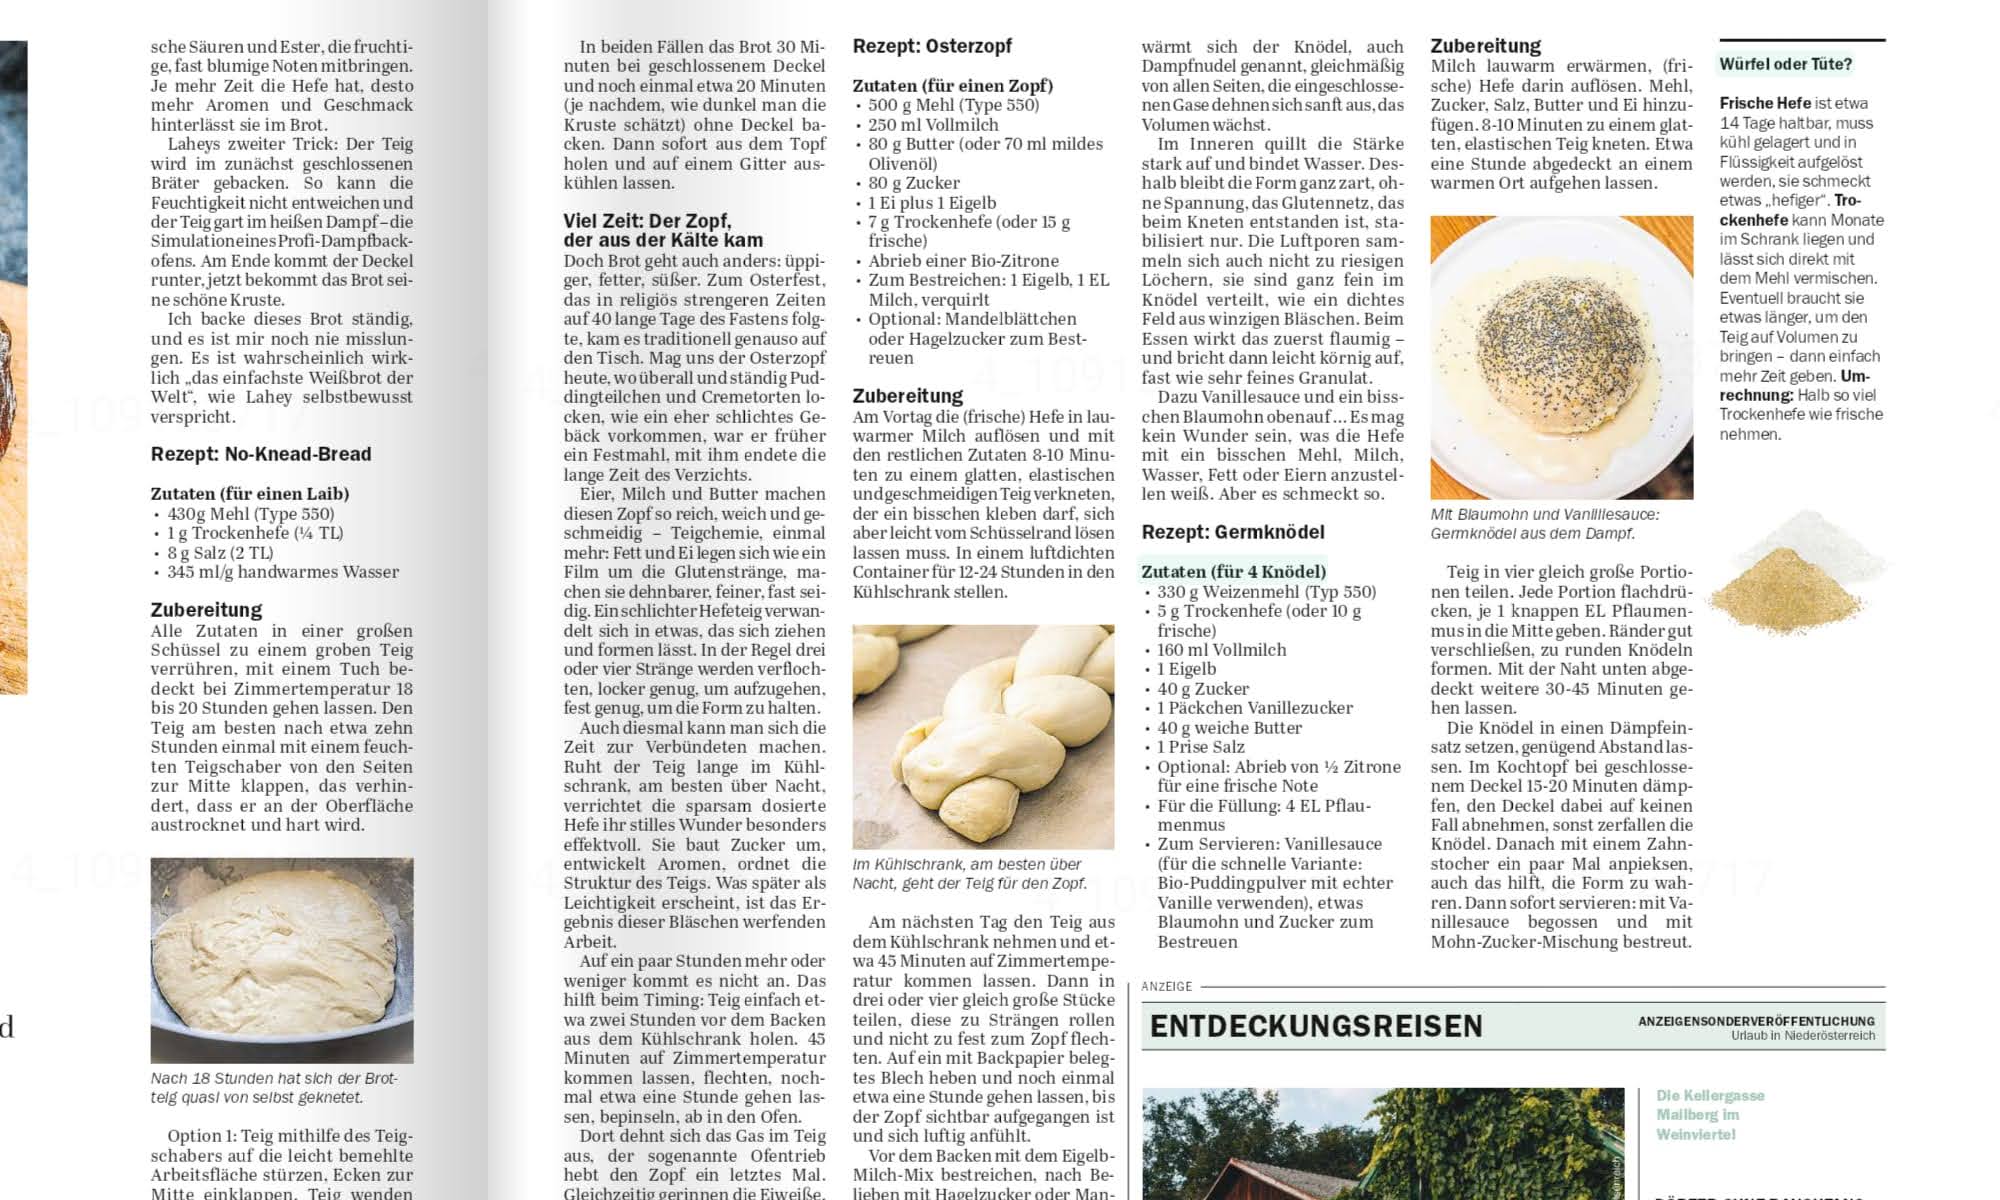 sche Säuren und Ester, die fruchti-
ge, fast blumige Noten mitbringen.
Je mehr Zeit die Hefe hat, desto
mehr Aromen und Geschmack
hinterlässt sie im Brot.
Laheys zweiter Trick: Der Teig
wird im zunächst geschlossenen
Bräter gebacken. So kann die
Feuchtigkeit nicht entweichen und
der Teig gart im heißen Dampf – die
Simulation eines Profi-Dampfback-
ofens. Am Ende kommt der Deckel
runter, jetzt bekommt das Brot sei-
ne schöne Kruste.
Ich backe dieses Brot ständig,
und es ist mir noch nie misslun-
gen. Es ist wahrscheinlich wirk-
lich „das einfachste Weißbrot der
Welt“, wie Lahey selbstbewusst
verspricht.
Rezept: No-Knead-Bread
Zutaten (für einen Laib)
• 430g Mehl (Type 550)
• 1 g Trockenhefe (¼ TL)
• 8 g Salz (2 TL)
• 345 ml/g handwarmes Wasser
Zubereitung
Alle Zutaten in einer großen
Schüssel zu einem groben Teig
verrühren, mit einem Tuch be-
deckt bei Zimmertemperatur 18
bis 20 Stunden gehen lassen. Den
Teig am besten nach etwa zehn
Stunden einmal mit einem feuch-
ten Teigschaber von den Seiten
zur Mitte klappen, das verhin-
dert, dass er an der Oberfläche
austrocknet und hart wird.
d
Nach 18 Stunden hat sich der Brot-
teig quasi von selbst geknetet.
Option 1: Teig mithilfe des Teig-
schabers auf die leicht bemehlte
Arbeitsfläche stürzen, Ecken zur
Mitte einklappen, Teig wenden
In beiden Fällen das Brot 30 Mi-
nuten bei geschlossenem Deckel
und noch einmal etwa 20 Minuten
(je nachdem, wie dunkel man die
Kruste schätzt) ohne Deckel ba-
cken. Dann sofort aus dem Topf
holen und auf einem Gitter aus-
kühlen lassen.
Viel Zeit: Der Zopf,
der aus der Kälte kam
Doch Brot geht auch anders: üppi-
ger, fetter, süßer. Zum Osterfest,
das in religiös strengeren Zeiten
auf 40 lange Tage des Fastens folg-
te, kam es traditionell genauso auf
den Tisch. Mag uns der Osterzopf
heute, wo überall und ständig Pud-
dingteilchen und Cremetorten lo-
cken, wie ein eher schlichtes Ge-
bäck vorkommen, war er früher
ein Festmahl, mit ihm endete die
lange Zeit des Verzichts.
Eier, Milch und Butter machen
diesen Zopf so reich, weich und ge-
schmeidig – Teigchemie, einmal
mehr: Fett und Ei legen sich wie ein
Film um die Glutenstränge, ma-
chen sie dehnbarer, feiner, fast sei-
dig. Ein schlichter Hefeteig verwan-
delt sich in etwas, das sich ziehen
und formen lässt. In der Regel drei
oder vier Stränge werden verfloch-
ten, locker genug, um aufzugehen,
fest genug, um die Form zu halten.
Auch diesmal kann man sich die
Zeit zur Verbündeten machen.
Ruht der Teig lange im Kühl-
schrank, am besten über Nacht,
verrichtet die sparsam dosierte
Hefe ihr stilles Wunder besonders
effektvoll. Sie baut Zucker um,
entwickelt Aromen, ordnet die
Struktur des Teigs. Was später als
Leichtigkeit erscheint, ist das Er-
gebnis dieser Bläschen werfenden
Arbeit.
Auf ein paar Stunden mehr oder
weniger kommt es nicht an. Das
hilft beim Timing: Teig einfach et-
wa zwei Stunden vor dem Backen
aus dem Kühlschrank holen. 45
Minuten auf Zimmertemperatur
kommen lassen, flechten, noch-
mal etwa eine Stunde gehen las-
sen, bepinseln, ab in den Ofen.
Dort dehnt sich das Gas im Teig
aus, der sogenannte Ofentrieb
hebt den Zopf ein letztes Mal.
Gleichzeitig gerinnen die Eiweiße,
Rezept: Osterzopf
Zutaten (für einen Zopf)
• 500 g Mehl (Type 550)
• 250 ml Vollmilch
• 80 g Butter (oder 70 ml mildes
Olivenöl)
• 80 g Zucker
• 1 Ei plus 1 Eigelb
• 7 g Trockenhefe (oder 15 g
frische)
• Abrieb einer Bio-Zitrone
• Zum Bestreichen: 1 Eigelb, 1 EL
Milch, verquirlt
• Optional: Mandelblättchen
oder Hagelzucker zum Best-
reuen
Zubereitung
Am Vortag die (frische) Hefe in lau-
warmer Milch auflösen und mit
den restlichen Zutaten 8-10 Minu-
ten zu einem glatten, elastischen
und geschmeidigen Teig verkneten,
der ein bisschen kleben darf, sich
aber leicht vom Schüsselrand lösen
lassen muss. In einem luftdichten
Container für 12-24 Stunden in den
Kühlschrank stellen.
Im Kühlschrank, am besten über
Nacht, geht der Teig für den Zopf.
Am nächsten Tag den Teig aus
dem Kühlschrank nehmen und et-
wa 45 Minuten auf Zimmertempe-
ratur kommen lassen. Dann in
drei oder vier gleich große Stücke
teilen, diese zu Strängen rollen
und nicht zu fest zum Zopf flech-
ten. Auf ein mit Backpapier beleg-
tes Blech heben und noch einmal
etwa eine Stunde gehen lassen, bis
der Zopf sichtbar aufgegangen ist
und sich luftig anfühlt.
Vor dem Backen mit dem Eigelb-
Milch-Mix bestreichen, nach Be-
lieben mit Hagelzucker oder Man-
wärmt sich der Knödel, auch
Dampfnudel genannt, gleichmäßig
von allen Seiten, die eingeschlosse-
nen Gase dehnen sich sanft aus, das
Volumen wächst.
Im Inneren quillt die Stärke
stark auf und bindet Wasser. Des-
halb bleibt die Form ganz zart, oh-
ne Spannung, das Glutennetz, das
beim Kneten entstanden ist, sta-
bilisiert nur. Die Luftporen sam-
meln sich auch nicht zu riesigen
Löchern, sie sind ganz fein im
Knödel verteilt, wie ein dichtes
Feld aus winzigen Bläschen. Beim
Essen wirkt das zuerst flaumig –
und bricht dann leicht körnig auf,
fast wie sehr feines Granulat.
Dazu Vanillesauce und ein biss-
schen Blaumohn obenauf … Es mag
kein Wunder sein, was die Hefe
mit ein bisschen Mehl, Milch,
Wasser, Fett oder Eiern anzustel-
len weiß. Aber es schmeckt so.
Rezept: Germknödel
Zutaten (für 4 Knödel)
• 330 g Weizenmehl (Typ 550)
• 5 g Trockenhefe (oder 10 g
frische)
• 160 ml Vollmilch
• 1 Eigelb
• 40 g Zucker
• 1 Päckchen Vanillezucker
• 40 g weiche Butter
• 1 Prise Salz
• Optional: Abrieb von ½ Zitrone
für eine frische Note
• Für die Füllung: 4 EL Pflau-
menmus
• Zum Servieren: Vanillesauce
(für die schnelle Variante:
Bio-Puddingpulver mit echter
Vanille verwenden), etwas
Blaumohn und Zucker zum
Bestreuen
Zubereitung
Milch lauwarm erwärmen, (fri-
sche) Hefe darin auflösen. Mehl,
Zucker, Salz, Butter und Ei hinzu-
fügen. 8-10 Minuten zu einem glat-
ten, elastischen Teig kneten. Etwa
eine Stunde abgedeckt an einem
warmen Ort aufgehen lassen.
Mit Blaumohn und Vanillesauce:
Germknödel aus dem Dampf.
Teig in vier gleich große Portio-
nen teilen. Jede Portion flachdrü-
cken, je 1 knappen EL Pflaumen-
mus in die Mitte geben. Ränder gut
verschließen, zu runden Knödeln
formen. Mit der Naht unten abge-
deckt weitere 30-45 Minuten ge-
hen lassen.
Die Knödel in einen Dämpfein-
satz setzen, genügend Abstand las-
sen. Im Kochtopf bei geschlosse-
nem Deckel 15-20 Minuten dämp-
fen, den Deckel dabei auf keinen
Fall abnehmen, sonst zerfallen die
Knödel. Danach mit einem Zahn-
stocher ein paar Mal anpieksen,
auch das hilft, die Form zu wah-
ren. Dann sofort servieren: mit Va-
nillesauce begossen und mit
Mohn-Zucker-Mischung bestreut.
Würfel oder Tüte?
Frische Hefe ist etwa
14 Tage haltbar, muss
kühl gelagert und in
Flüssigkeit aufgelöst
werden, sie schmeckt
etwas „hefiger“. Tro-
ckenhefe kann Monate
im Schrank liegen und
lässt sich direkt mit
dem Mehl vermischen.
Eventuell braucht sie
etwas länger, um den
Teig auf Volumen zu
bringen – dann einfach
mehr Zeit geben. Um-
rechnung: Halb so viel
Trockenhefe wie frische
nehmen.
ANZEIGE
ENTDECKUNGSREISEN
ANZEIGENSONDERVERÖFFENTLICHUNG
Urlaub in Niederösterreich
Die Kellergasse
Mailberg im
Weinviertel